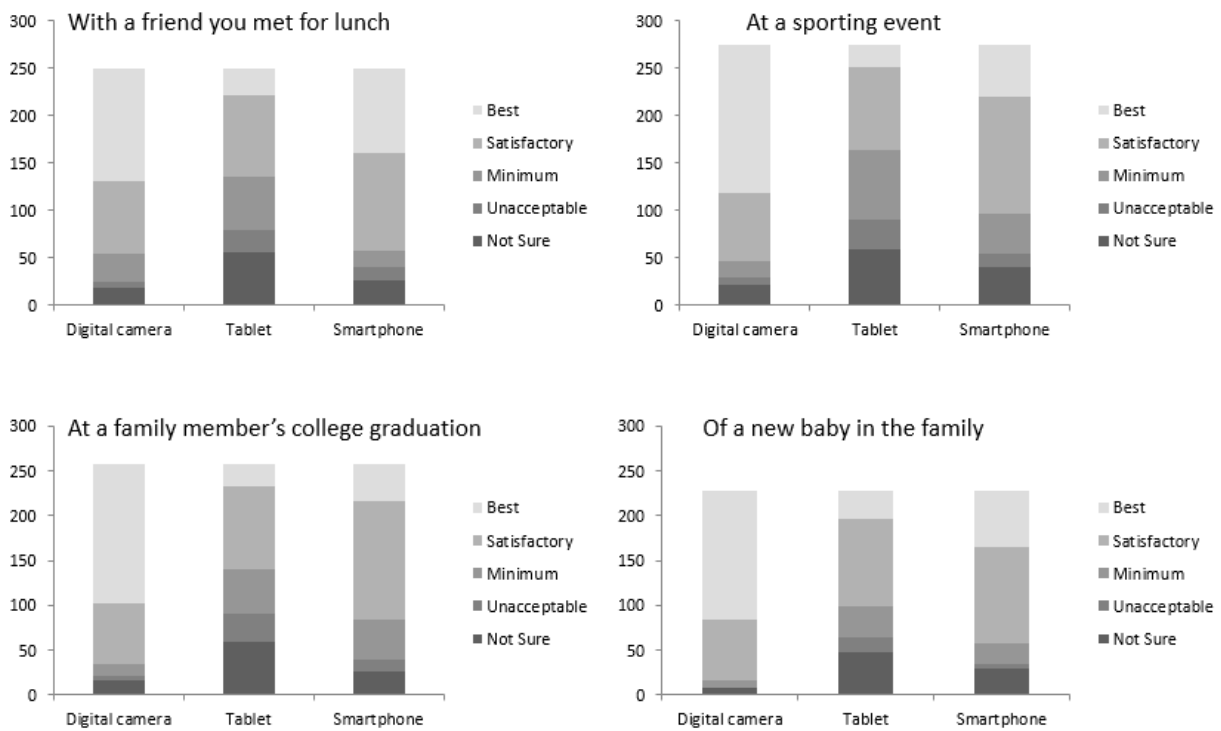 With a friend you met for lunch
300
250
200
150
100
50
0
Digital camera Tablet Smartphone
Best
Satisfactory
Minimum
Unacceptable
Not Sure
At a sporting event
300
250
200
150
100
50
0
Digital camera Tablet Smartphone
Best
Satisfactory
Minimum
Unacceptable
Not Sure
At a family member’s college graduation
300
250
200
150
100
50
0
Digital camera Tablet Smartphone
Best
Satisfactory
Minimum
Unacceptable
Not Sure
Of a new baby in the family
300
250
200
150
100
50
0
Digital camera Tablet Smartphone
Best
Satisfactory
Minimum
Unacceptable
Not Sure